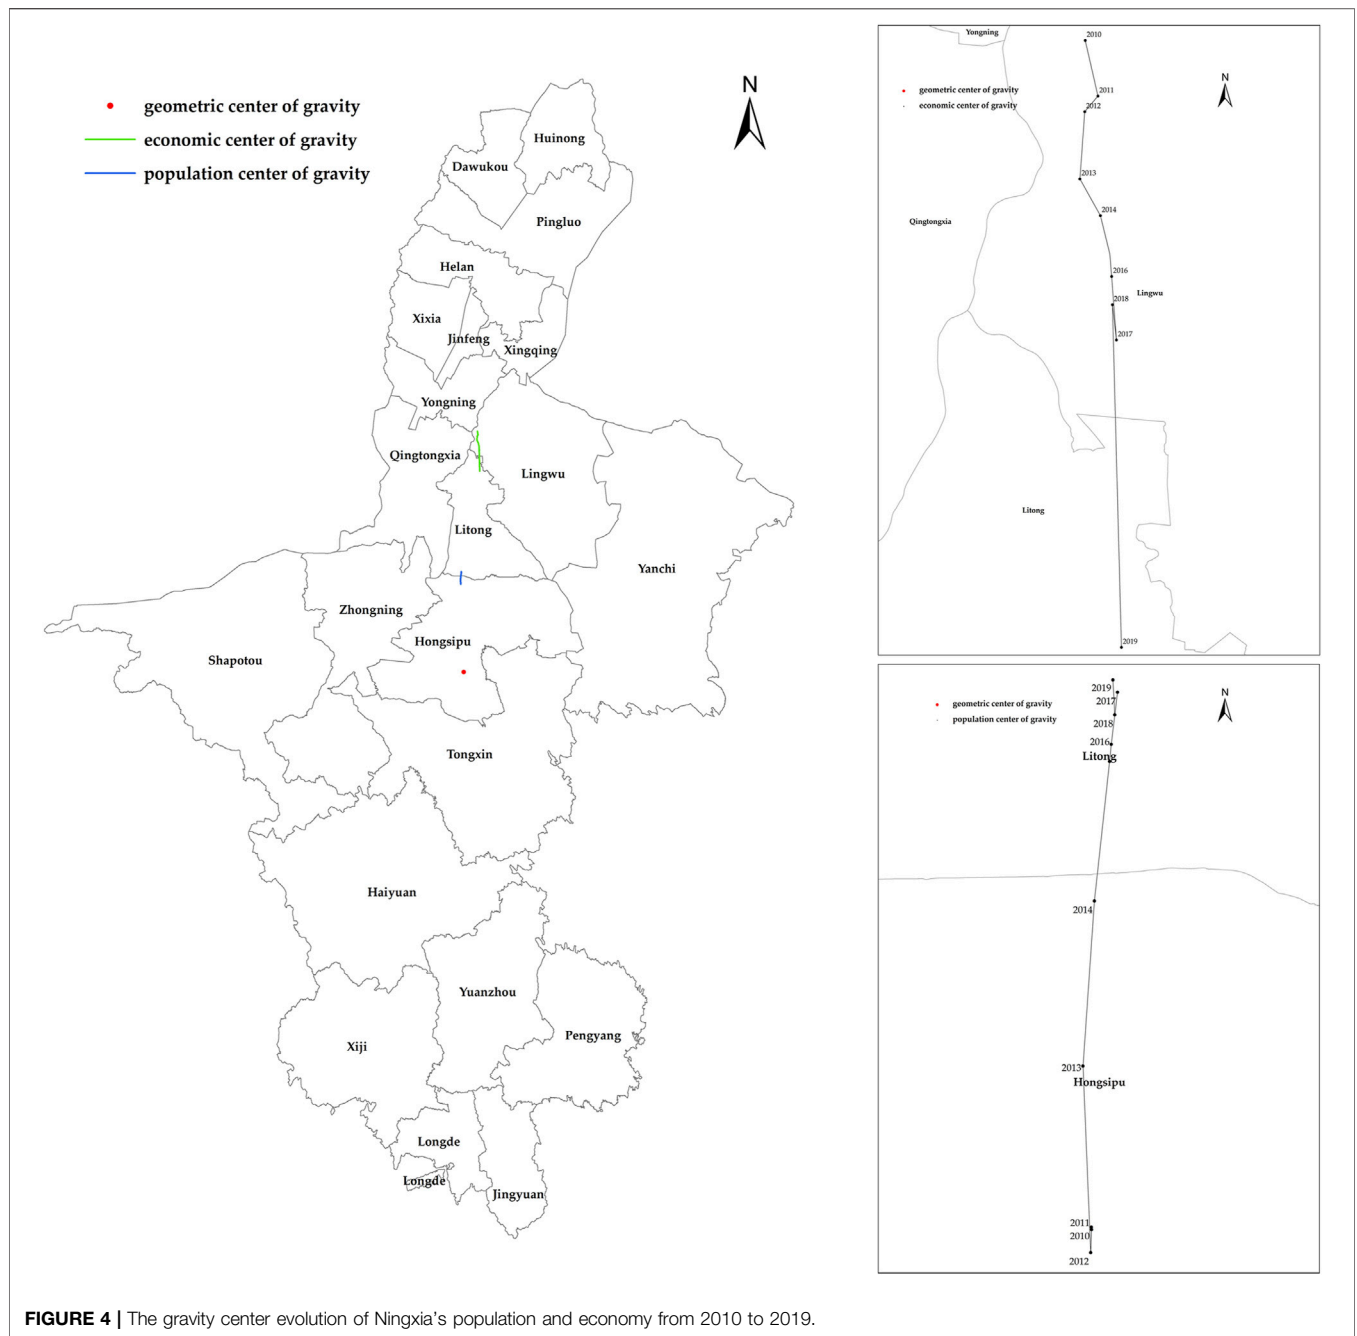 geometric center of gravity
economic center of gravity
population center of gravity
N
Huinong
Dawukou
Pingluo
Helan
Xixia
Jinfeng
Xingqing
Yongning
Qingtongxia
Lingwu
Litong
Yanchi
Zhongning
Hongsipu
Shapotou
Tongxin
Haiyuan
Yuanzhou
Pengyang
Xiji
Longde
Longde
Jingyuan
Yongning
2010
geometric center of gravity
economic center of gravity
N
2011
2012
2013
2014
Qingtongxia
2016
Lingwu
2018
2017
Litong
2019
geometric center of gravity
population center of gravity
N
2019
2017
2018
2016
Litong
2014
2013
Hongsipu
2011
2010
2012
FIGURE 4 | The gravity center evolution of Ningxia's population and economy from 2010 to 2019.